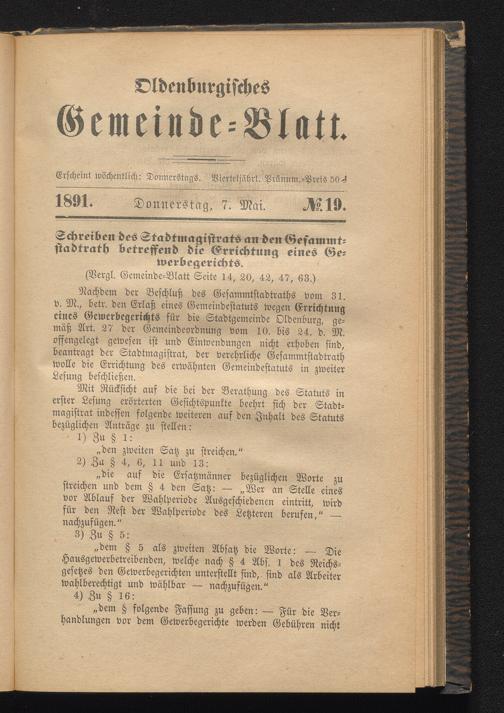 Oldenburgisches
Gemeinde=Blatt.
Erscheint wöchentlich: Donnerstags. Vierteljährl. Pränum.=Preis 50 ₰
1891. Donnerstag, 7. Mai. №. 19.
Schreiben des Stadtmagistrats an den Gesammt=
stadtrath betreffend die Errichtung eines Ge=
werbegerichts.
(Vergl. Gemeinde=Blatt Seite 14, 20, 42, 47, 63.)
Nachdem der Beschluß des Gesammtstadtraths vom 31.
v. M., betr. den Erlaß eines Gemeindestatuts wegen Errichtung
eines Gewerbegerichts für die Stadtgemeinde Oldenburg, ge=
mäß Art. 27 der Gemeindeordnung vom 10. bis 24. d. M.
offengelegt gewesen ist und Einwendungen nicht erhoben sind,
beantragt der Stadtmagistrat, der verehrliche Gesammtstadtrath
wolle die Errichtung des erwähnten Gemeindestatuts in zweiter
Lesung beschließen.
Mit Rücksicht auf die bei der Berathung des Statuts in
erster Lesung erörterten Gesichtspunkte beehrt sich der Stadt=
magistrat indessen folgende weiteren auf den Inhalt des Statuts
bezüglichen Anträge zu stellen:
1) Zu § 1:
„den zweiten Satz zu streichen.“
2) Zu § 4, 6, 11 und 13:
„die auf die Ersatzmänner bezüglichen Worte zu
streichen und dem § 4 den Satz: — „Wer an Stelle eines
vor Ablauf der Wahlperiode Ausgeschiedenen eintritt, wird
für den Rest der Wahlperiode des Letzteren berufen,“ —
nachzufügen.“
3) Zu § 5:
„dem § 5 als zweiten Absatz die Worte: — Die
Hausgewerbetreibenden, welche nach § 4 Abs. 1 des Reichs=
gesetzes den Gewerbegerichten unterstellt sind, sind als Arbeiter
wahlberechtigt und wählbar — nachzufügen.“
4) Zu § 16:
„dem § folgende Fassung zu geben: — Für die Ver=
handlungen vor dem Gewerbegerichte werden Gebühren nicht